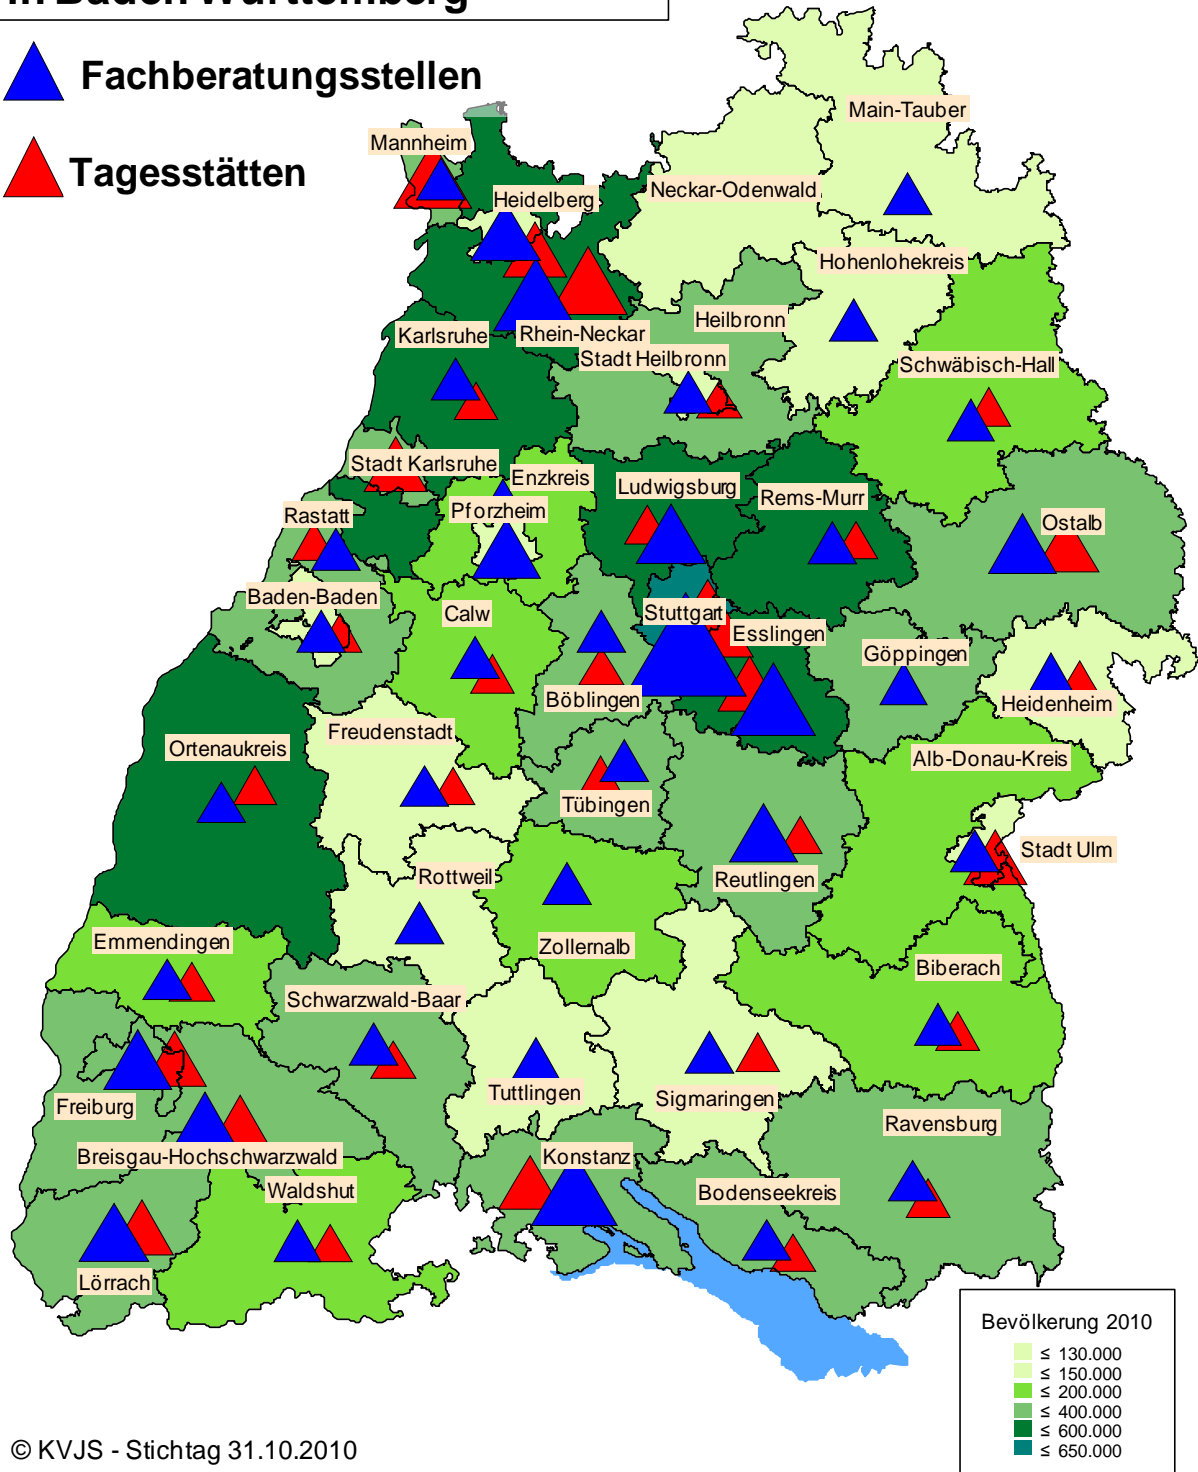 in Baden Württemberg
Fachberatungsstellen
Tagesstätten
Main-Tauber
Mannheim
Neckar-Odenwald
Heidelberg
Hohenlohekreis
Heilbronn
Rhein-Neckar
Karlsruhe
Stadt Heilbronn
Schwäbisch-Hall
Stadt Karlsruhe
Enzkreis
Ludwigsburg
Rems-Murr
Pforzheim
Rastatt
Ostalb
Baden-Baden
Calw
Stuttgart
Esslingen
Göppingen
Böblingen
Heidenheim
Freudenstadt
Ortenaukreis
Alb-Donau-Kreis
Tübingen
Stadt Ulm
Rottweil
Reutlingen
Emmendingen
Zollernalb
Biberach
Schwarzwald-Baar
Tuttlingen
Sigmaringen
Freiburg
Ravensburg
Breisgau-Hochschwarzwald
Konstanz
Waldshut
Bodenseekreis
Lörrach
Bevölkerung 2010
≤ 130.000
≤ 150.000
≤ 200.000
≤ 400.000
≤ 600.000
≤ 650.000
© KVJS - Stichtag 31.10.2010